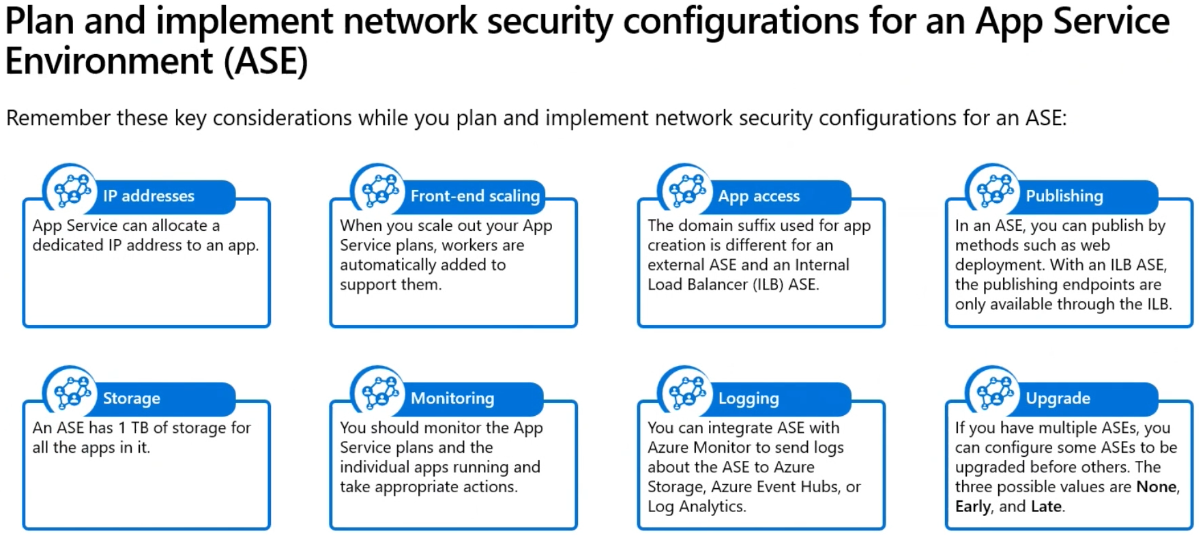 Plan and implement network security configurations for an App Service
Environment (ASE)
Remember these key considerations while you plan and implement network security configurations for an ASE:
IP addresses
App Service can allocate a
dedicated IP address to an app.
Front-end scaling
When you scale out your App
Service plans, workers are
automatically added to
support them.
App access
The domain suffix used for app
creation is different for an
external ASE and an Internal
Load Balancer (ILB) ASE.
Publishing
In an ASE, you can publish by
methods such as web
deployment. With an ILB ASE,
the publishing endpoints are
only available through the ILB.
Storage
An ASE has 1 TB of storage for
all the apps in it.
Monitoring
You should monitor the App
Service plans and the
individual apps running and
take appropriate actions.
Logging
You can integrate ASE with
Azure Monitor to send logs
about the ASE to Azure
Storage, Azure Event Hubs, or
Log Analytics.
Upgrade
If you have multiple ASEs, you
can configure some ASEs to be
upgraded before others. The
three possible values are None,
Early, and Late.